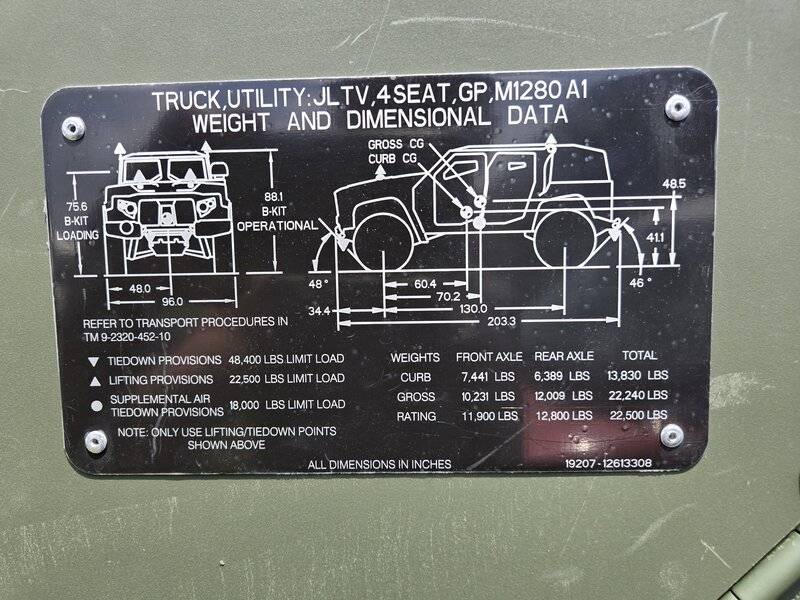 TRUCK,UTILITY:JLTV,4SEAT,GP,M1280A1
WEIGHT AND DIMENSIONAL DATA
GROSS CG
CURB CG
75.6
B-KIT
LOADING
88.1
B-KIT
OPERATIONAL
48.5
41.1
48°
46°
48.0
96.0
60.4
70.2
34.4
130.0
203.3
REFER TO TRANSPORT PROCEDURES IN
TM 9-2320-452-10
TIEDOWN PROVISIONS 48,400 LBS LIMIT LOAD
LIFTING PROVISIONS 22,500 LBS LIMIT LOAD
SUPPLEMENTAL AIR
TIEDOWN PROVISIONS 18,000 LBS LIMIT LOAD
NOTE: ONLY USE LIFTING/TIEDOWN POINTS
SHOWN ABOVE
WEIGHTS FRONT AXLE REAR AXLE TOTAL
CURB 7,441 LBS 6,389 LBS 13,830 LBS
GROSS 10,231 LBS 12,009 LBS 22,240 LBS
RATING 11,900 LBS 12,800 LBS 22,500 LBS
ALL DIMENSIONS IN INCHES
19207-12613308